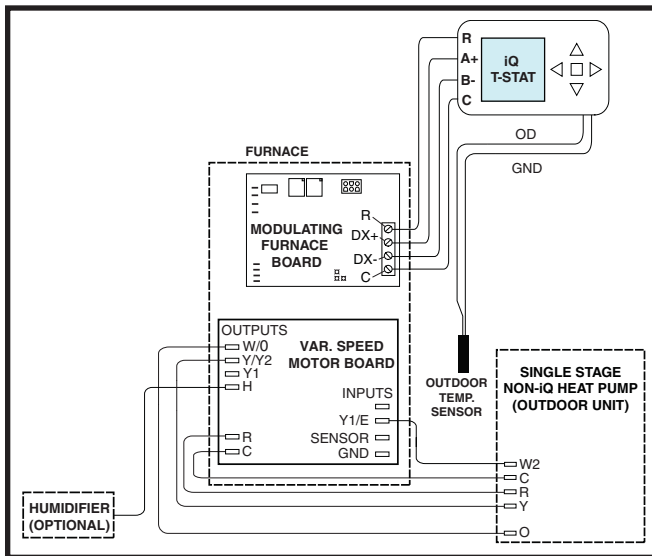 R
A+
B-
C
iQ
T-STAT
OD
GND
FURNACE
MODULATING
FURNACE
BOARD
R
DX+
DX-
C
OUTPUTS
W/0
Y/Y2
Y1
H
R
C
VAR. SPEED
MOTOR BOARD
INPUTS
Y1/E
SENSOR
GND
OUTDOOR
TEMP.
SENSOR
SINGLE STAGE
NON-iQ HEAT PUMP
(OUTDOOR UNIT)
W2
C
R
Y
O
HUMIDIFIER
(OPTIONAL)